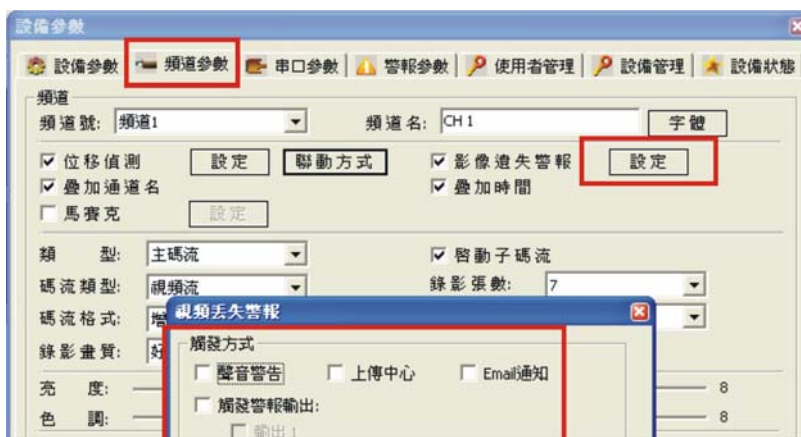 設備參數
設備參數 頻道參數 串口參數 警報參數 使用者管理 設備管理 設備狀態
頻道
頻道號: 頻道1 頻道名: CH 1 字體
位移偵測 設定 聯動方式 影像遺失警報 設定
疊加通道名 疊加時間
馬賽克 設定
類 型: 主碼流 啓動子碼流
碼流類型: 視頻流 錄影張數: 7
碼流格式:
錄影畫質: 好
視頻丟失警報
觸發方式
聲音警告 上傳中心 Email通知
亮 度: 8
觸發警報輸出:
色 調: 8
輸出 1